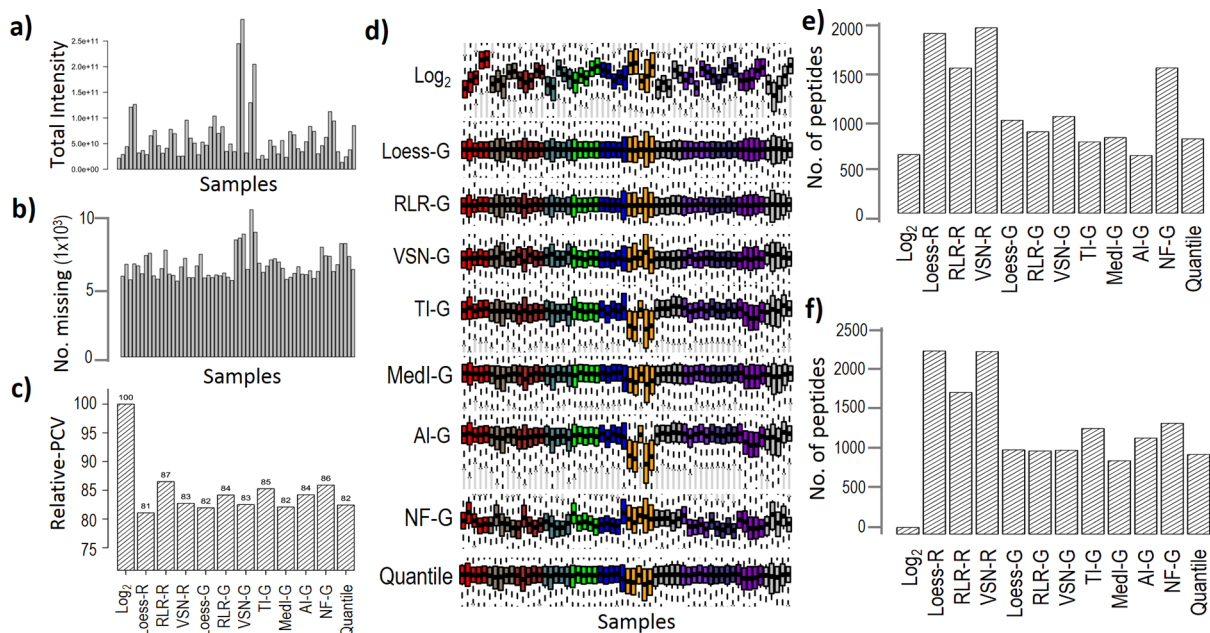 a)
Total Intensity
2.5e+11
2.0e+11
1.5e+11
1.0e+11
5.0e+10
0.0e+00
Samples
b)
No. missing (1x10³)
10
5
0
Samples
c)
Relative-PCV
100
95
90
85
80
75
100
81
87
83
82
84
83
85
82
84
86
82
Log₂
Loess-R
RLR-R
VSN-R
Loess-G
RLR-G
VSN-G
TI-G
MedI-G
AI-G
NF-G
Quantile
d)
Log₂
Loess-G
RLR-G
VSN-G
TI-G
MedI-G
AI-G
NF-G
Quantile
Samples
e)
No. of peptides
2000
1500
1000
500
0
Log₂
Loess-R
RLR-R
VSN-R
Loess-G
RLR-G
VSN-G
TI-G
MedI-G
AI-G
NF-G
Quantile
f)
No. of peptides
2500
2000
1500
1000
500
0
Log₂
Loess-R
RLR-R
VSN-R
Loess-G
RLR-G
VSN-G
TI-G
MedI-G
AI-G
NF-G
Quantile